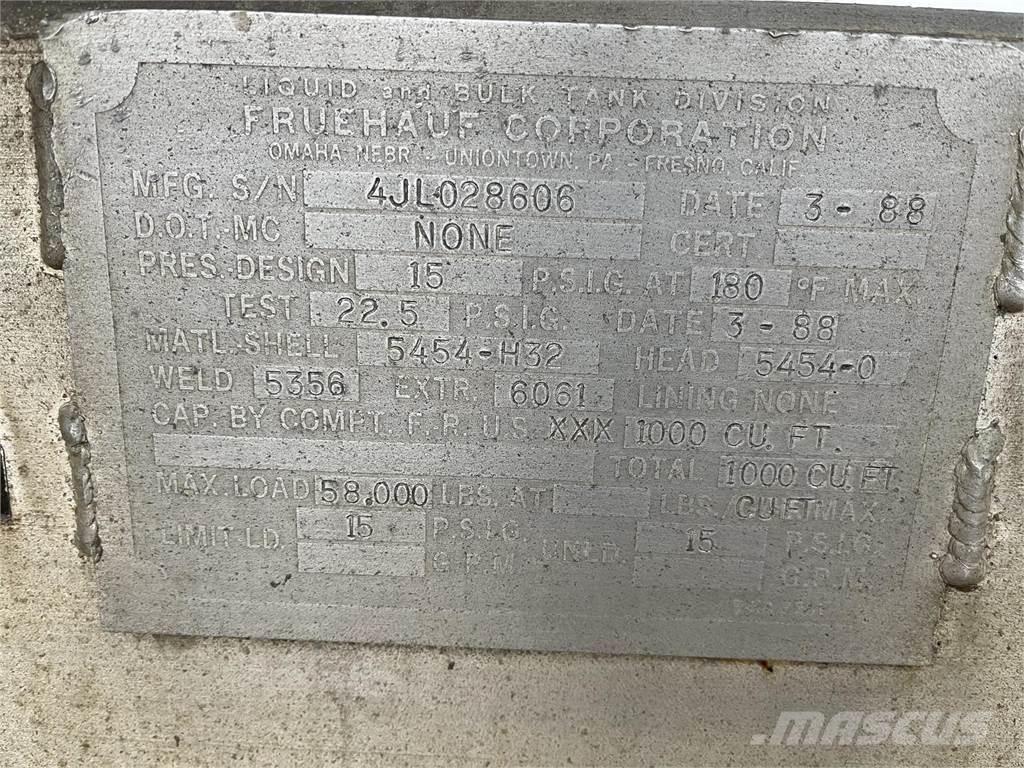 LIQUID and BULK TANK DIVISION
FRUEHAUF CORPORATION
OMAHA, NEBR. - UNIONTOWN, PA. - FRESNO, CALIF.
MFG. S/N 4JL028606 DATE 3-88
D.O.T.-MC NONE CERT
PRES.-DESIGN 15 P.S.I.G. AT 180 °F MAX.
TEST 22.5 P.S.I.G. DATE 3-88
MATL.-SHELL 5454-H32 HEAD 5454-0
WELD 5356 EXTR. 6061 LINING NONE
CAP. BY COMPT. F. R. U.S. XXX 1000 CU. FT.
TOTAL 1000 CU. FT.
MAX. LOAD 58.000 LBS. AT LBS./CU FT MAX.
LIMIT LD. 15 P.S.I.G. UNLD. 15 P.S.I.G.
G.P.M. G.P.M.
MASCUS